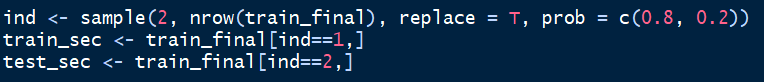 ind <- sample(2, nrow(train_final), replace = T, prob = c(0.8, 0.2))
train_sec <- train_final[ind==1,]
test_sec <- train_final[ind==2,]